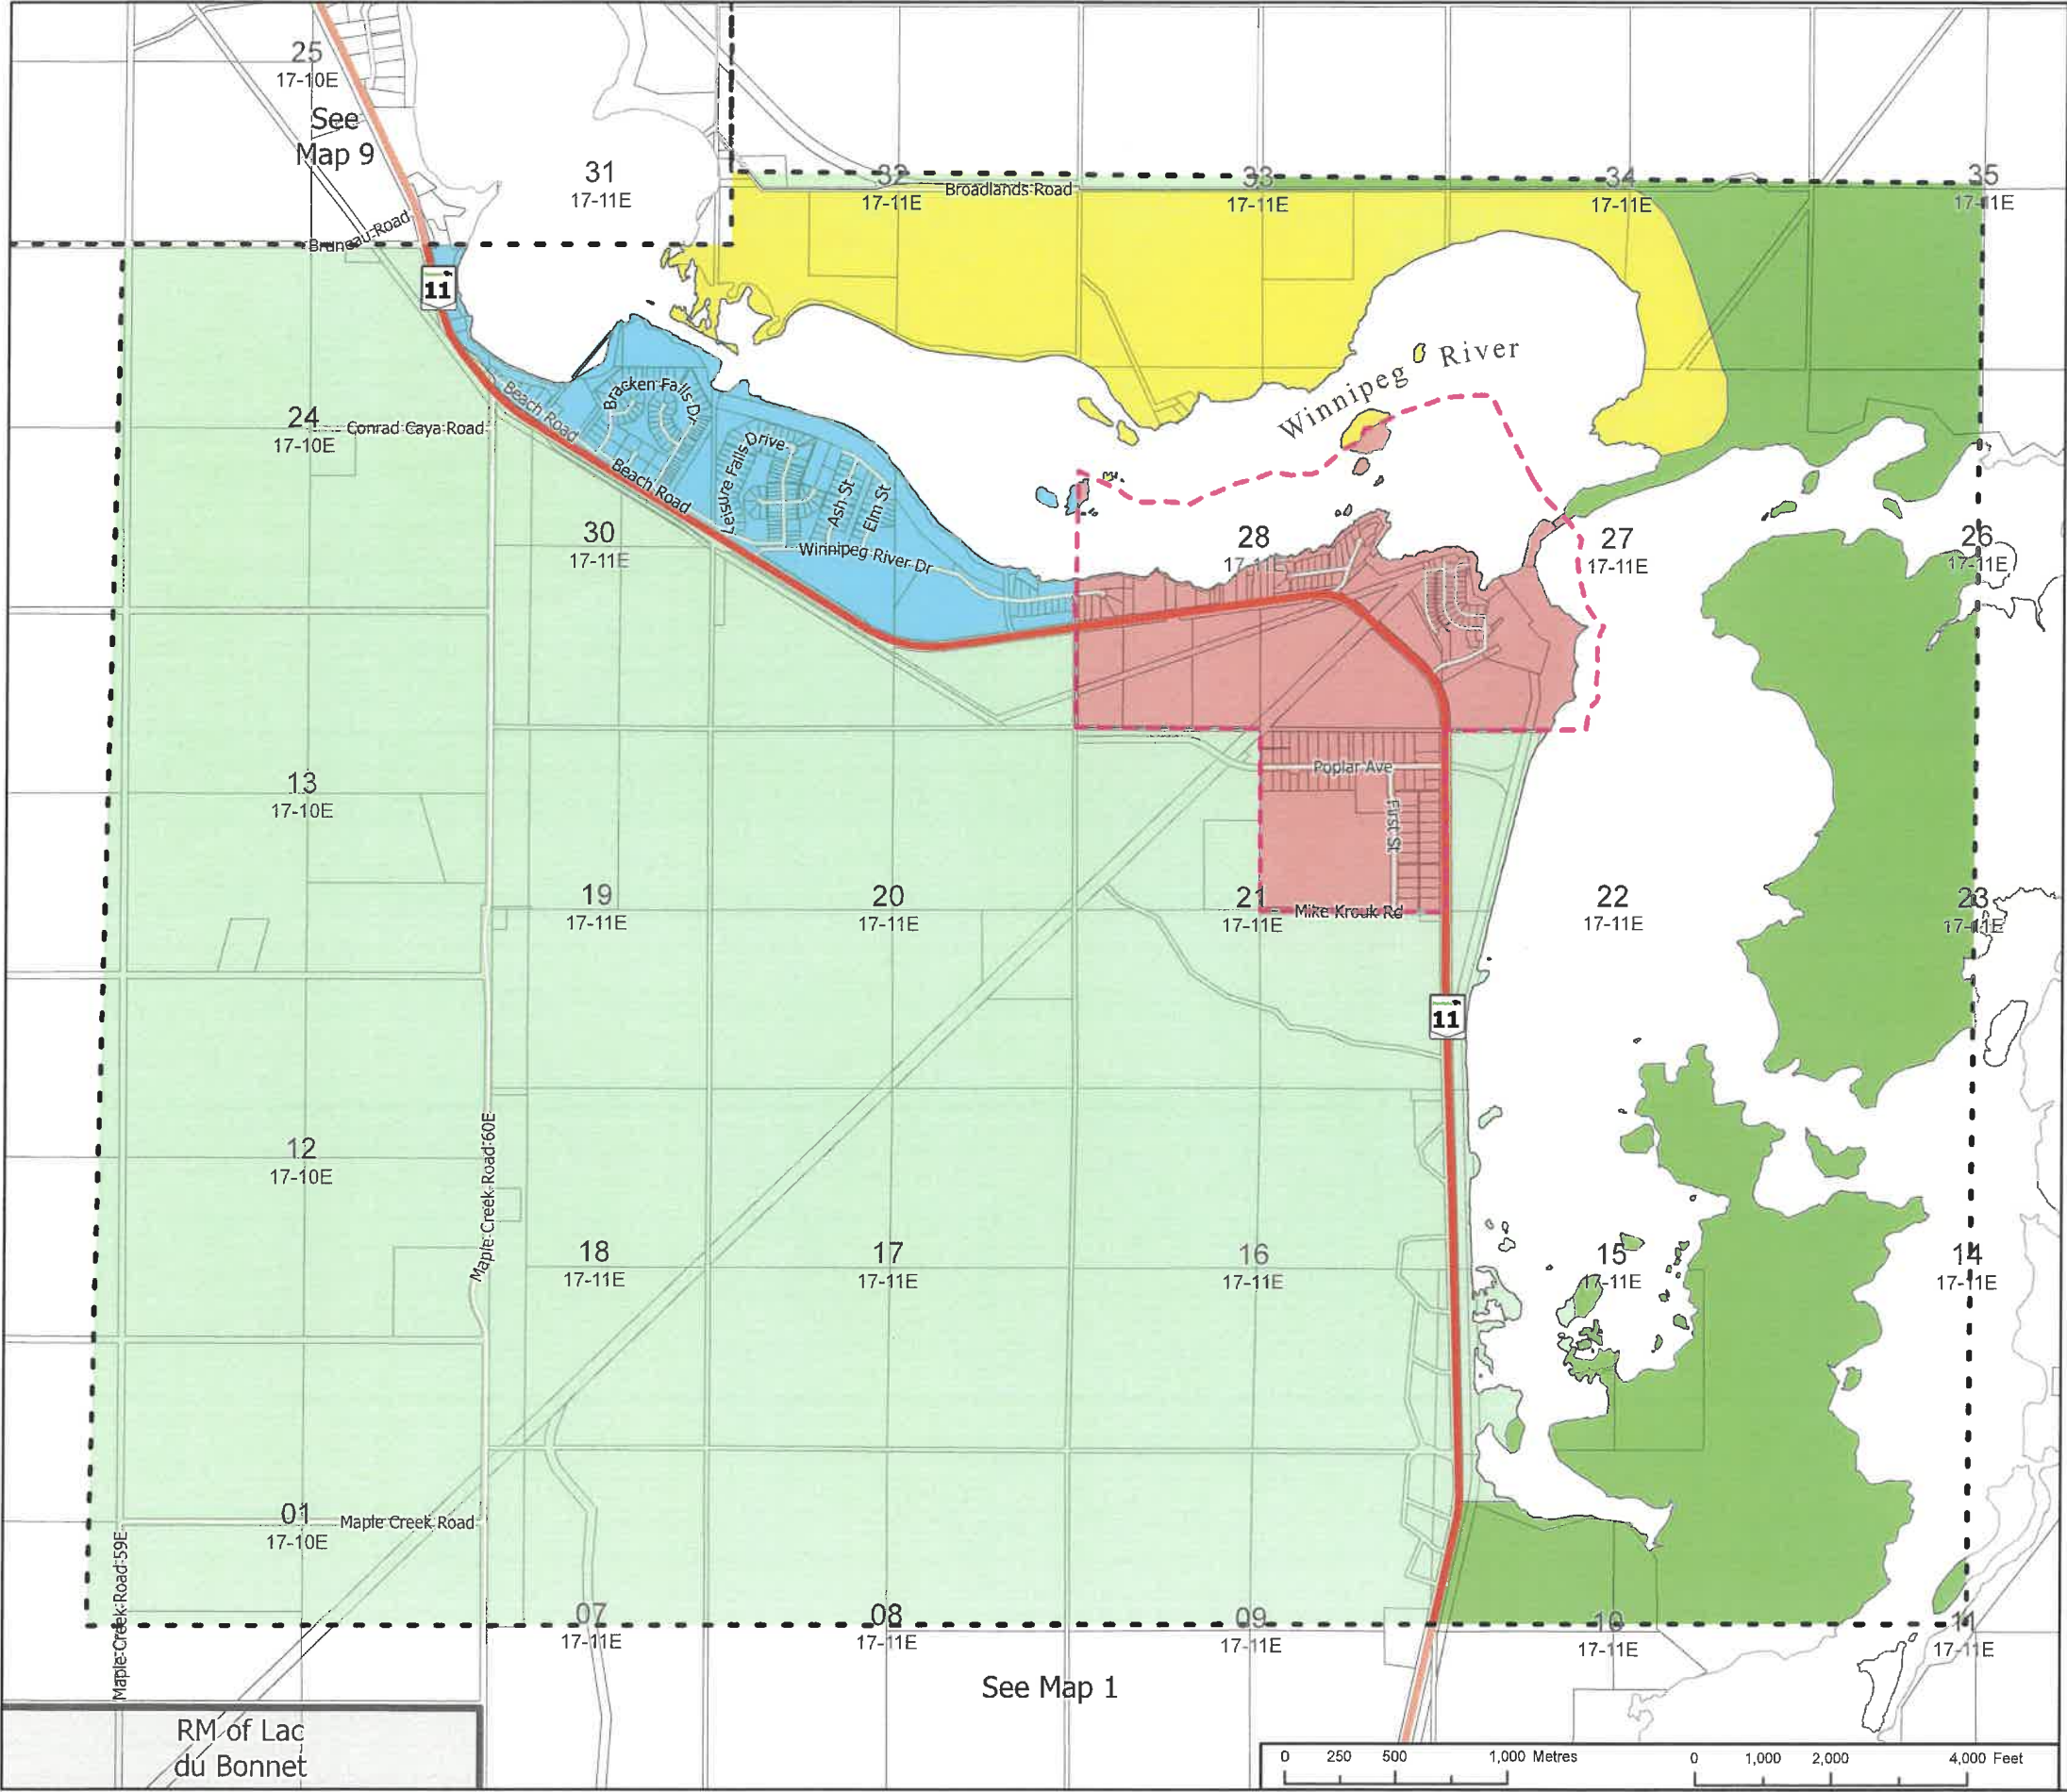 25
17-10E
See
Map 9
31
17-11E
32
17-11E
Broadlands Road
33
17-11E
34
17-11E
35
17-11E
Bruneau Road
11
Winnipeg River
Bracken Falls Dr
Beach Road
24
17-10E
Conrad Caya Road
Leisure Falls Drive
Beach Road
Ash St
Elm St
30
17-11E
Winnipeg River Dr
28
17-11E
27
17-11E
26
17-11E
13
17-10E
Poplar Ave
First St
19
17-11E
20
17-11E
21
17-11E
Mike Krouk Rd
22
17-11E
23
17-11E
11
12
17-10E
Maple Creek Road 60E
18
17-11E
17
17-11E
16
17-11E
15
17-11E
14
17-11E
01
17-10E
Maple Creek Road
Maple Creek Road 59E
07
17-11E
08
17-11E
09
17-11E
10
17-11E
11
17-11E
See Map 1
RM of Lac
du Bonnet
0 250 500 1,000 Metres
0 1,000 2,000 4,000 Feet